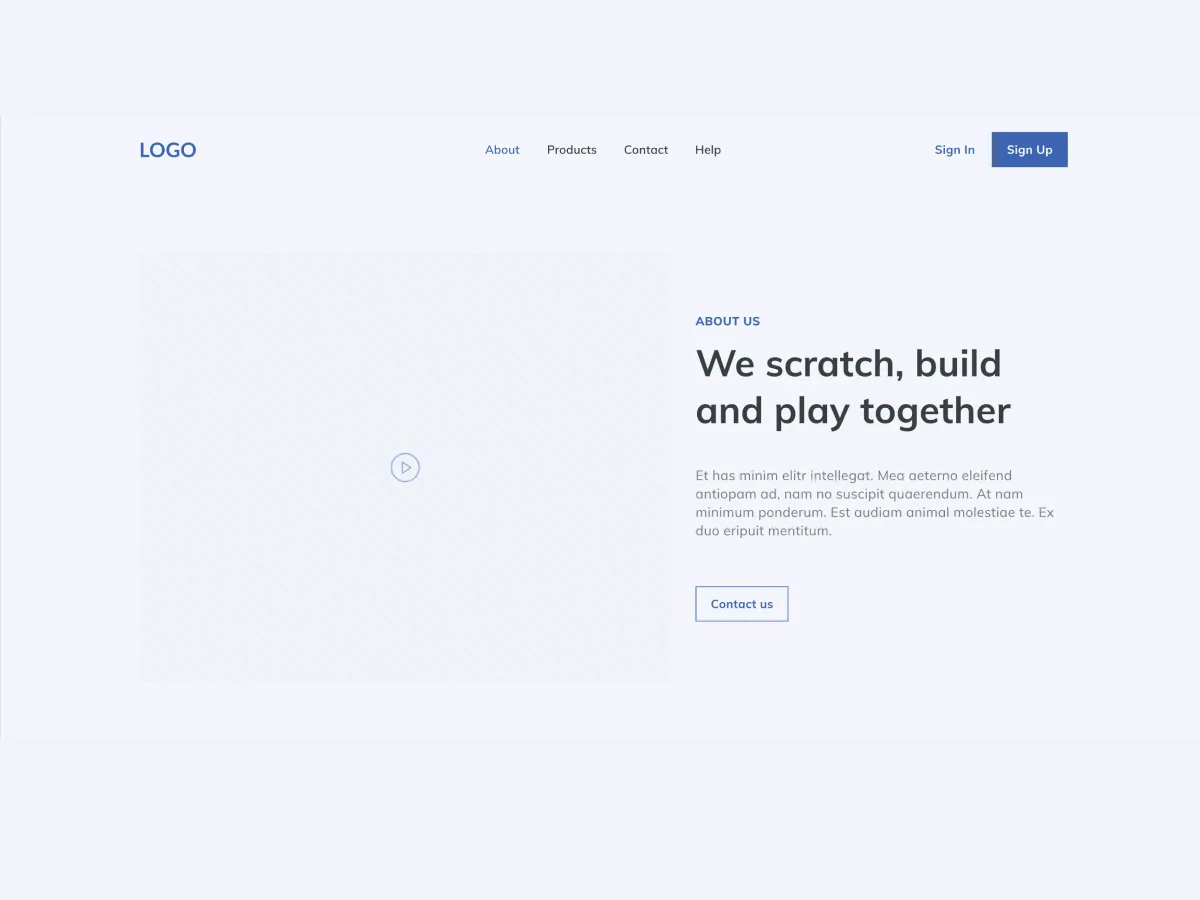 LOGO
About
Products
Contact
Help
Sign In
Sign Up
ABOUT US
We scratch, build
and play together
Et has minim elitr intellegat. Mea aeterno eleifend
antiopam ad, nam no suscipit quaerendum. At nam
minimum ponderum. Est audiam animal molestiae te. Ex
duo eripuit mentitum.
Contact us